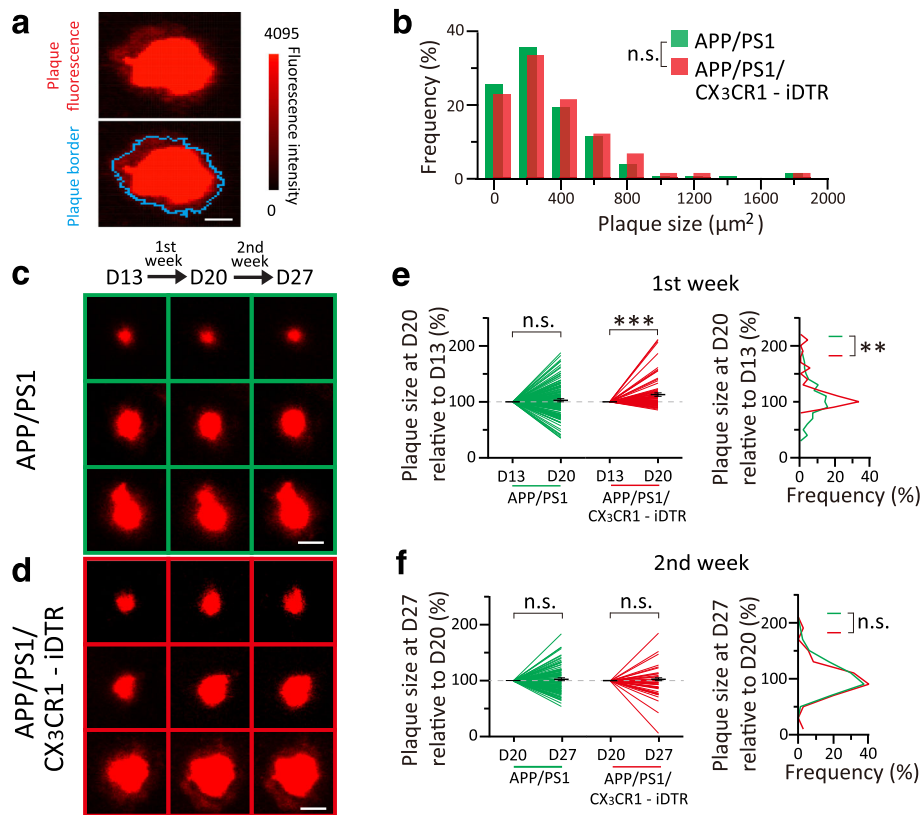 a
Plaque
fluorescence
Plaque border
4095
Fluorescence intensity
0
b
Frequency (%)
40
20
0
n.s.
APP/PS1
APP/PS1/
CX3CR1 - iDTR
0
400
800
1200
1600
2000
Plaque size (µm²)
c
1st
week
2nd
week
D13
D20
D27
APP/PS1
d
APP/PS1/
CX3CR1 - iDTR
e
1st week
Plaque size at D20
relative to D13 (%)
200
100
0
n.s.
***
D13
D20
D13
D20
APP/PS1
APP/PS1/
CX3CR1 - iDTR
Plaque size at D20
relative to D13 (%)
200
100
0
**
0
20
40
Frequency (%)
f
2nd week
Plaque size at D27
relative to D20 (%)
200
100
0
n.s.
n.s.
D20
D27
D20
D27
APP/PS1
APP/PS1/
CX3CR1 - iDTR
Plaque size at D27
relative to D20 (%)
200
100
0
n.s.
0
20
40
Frequency (%)